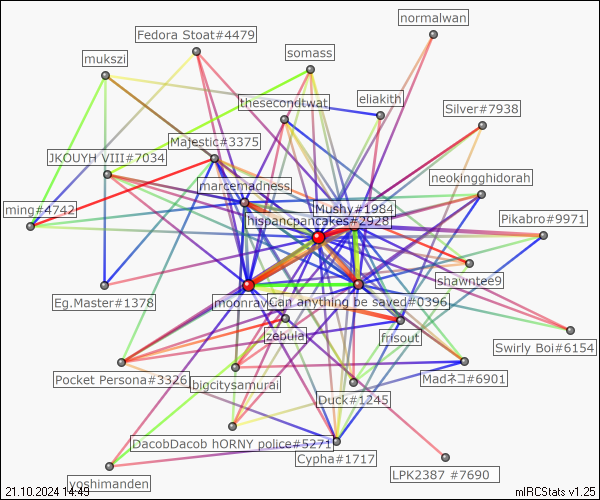 normalwan
Fedora Stoat#4479
somass
mukszi
eliakith
thesecondtwat
Silver#7938
Majestic#3375
JKOUYH VIII#7034
neokingghidorah
marcemadness
ming#4742
Mushy#1984
hispancpancakes#2928
Pikabro#9971
shawntee9
Eg.Master#1378
moonrav
Can anything be saved#0396
zebula
frisout
Swirly Boi#6154
Pocket Persona#3326
bigcitysamurai
Madネコ#6901
Duck#1245
DacobDacob hORNY police#5271
Cypha#1717
LPK2387 #7690
yoshimanden
21.10.2024 14:49
mIRCStats v1.25